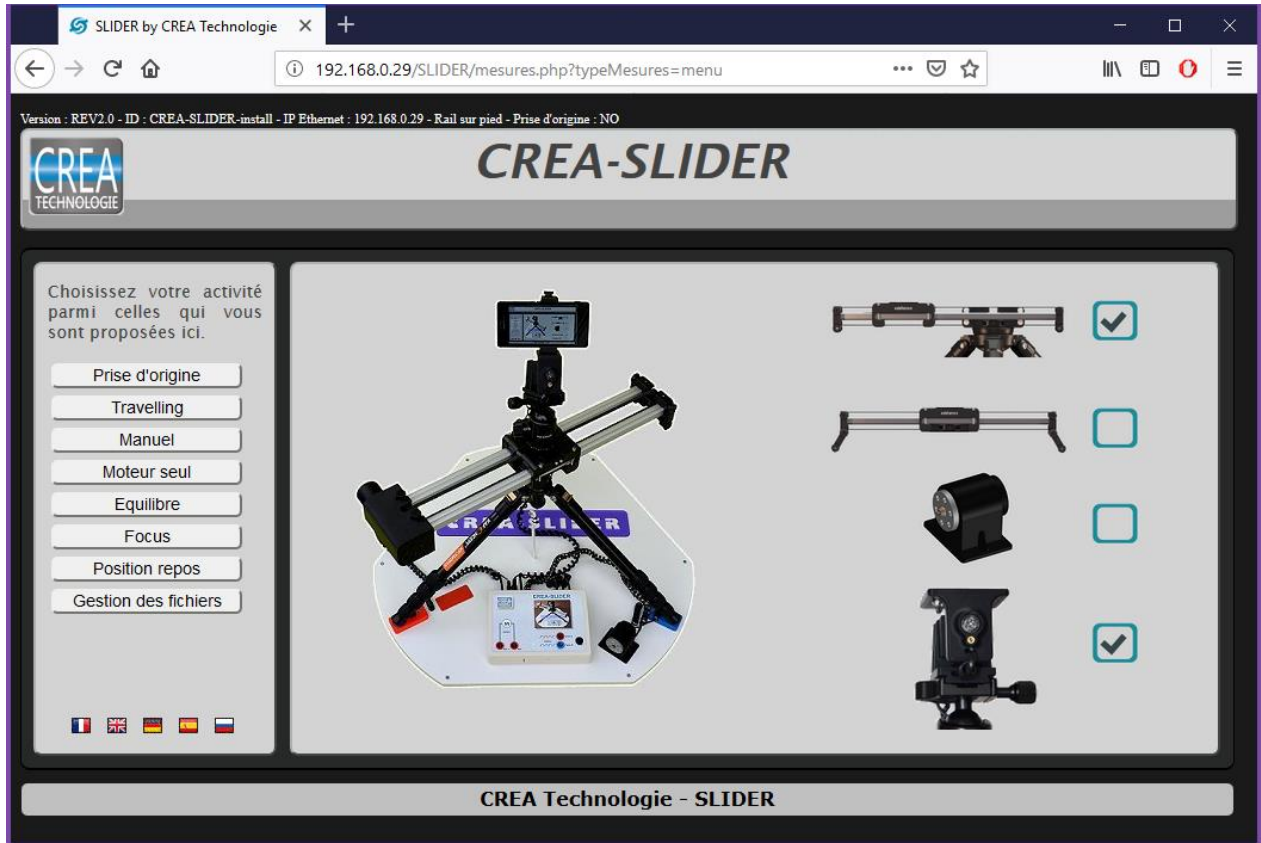 SLIDER by CREA Technologie
192.168.0.29/SLIDER/mesures.php?typeMesures=menu
Version : REV2.0 - ID : CREA-SLIDER-install - IP Ethernet : 192.168.0.29 - Rail sur pied - Prise d'origine : NO
CREA
TECHNOLOGIE
CREA-SLIDER
Choisissez votre activité
parmi celles qui vous
sont proposées ici.
Prise d'origine
Travelling
Manuel
Moteur seul
Equilibre
Focus
Position repos
Gestion des fichiers
CREA SLIDER
CREA-SLIDER
CREA Technologie - SLIDER